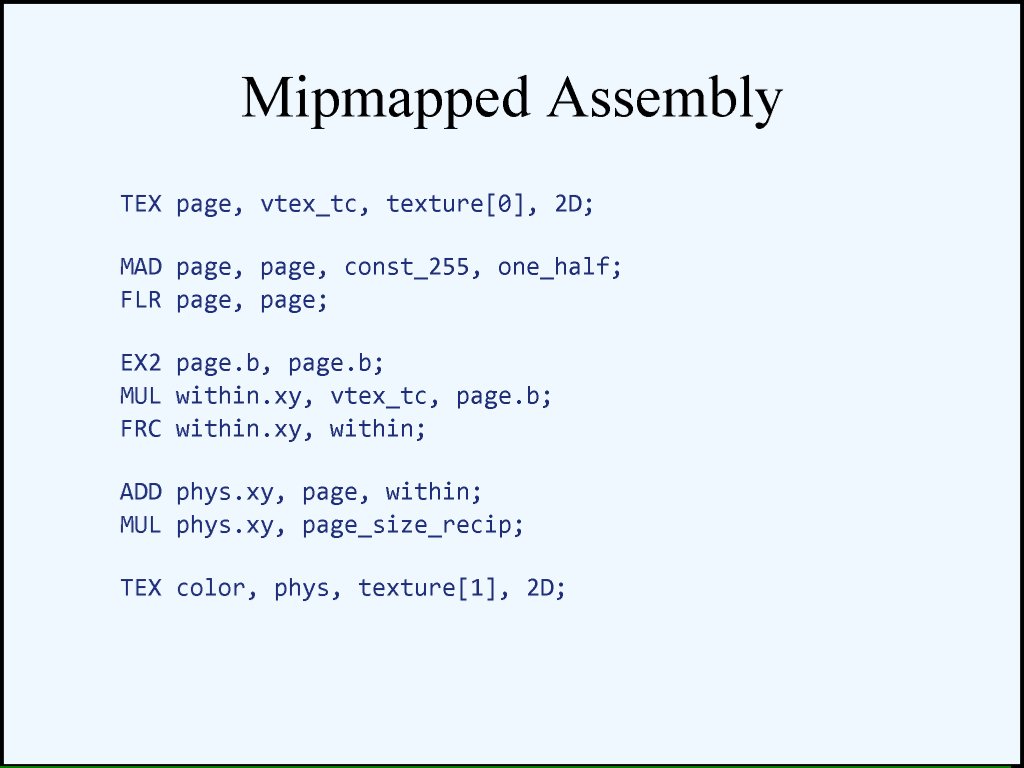 Mipmapped Assembly
TEX page, vtex_tc, texture[0], 2D;
MAD page, page, const_255, one_half;
FLR page, page;
EX2 page.b, page.b;
MUL within.xy, vtex_tc, page.b;
FRC within.xy, within;
ADD phys.xy, page, within;
MUL phys.xy, page_size_recip;
TEX color, phys, texture[1], 2D;